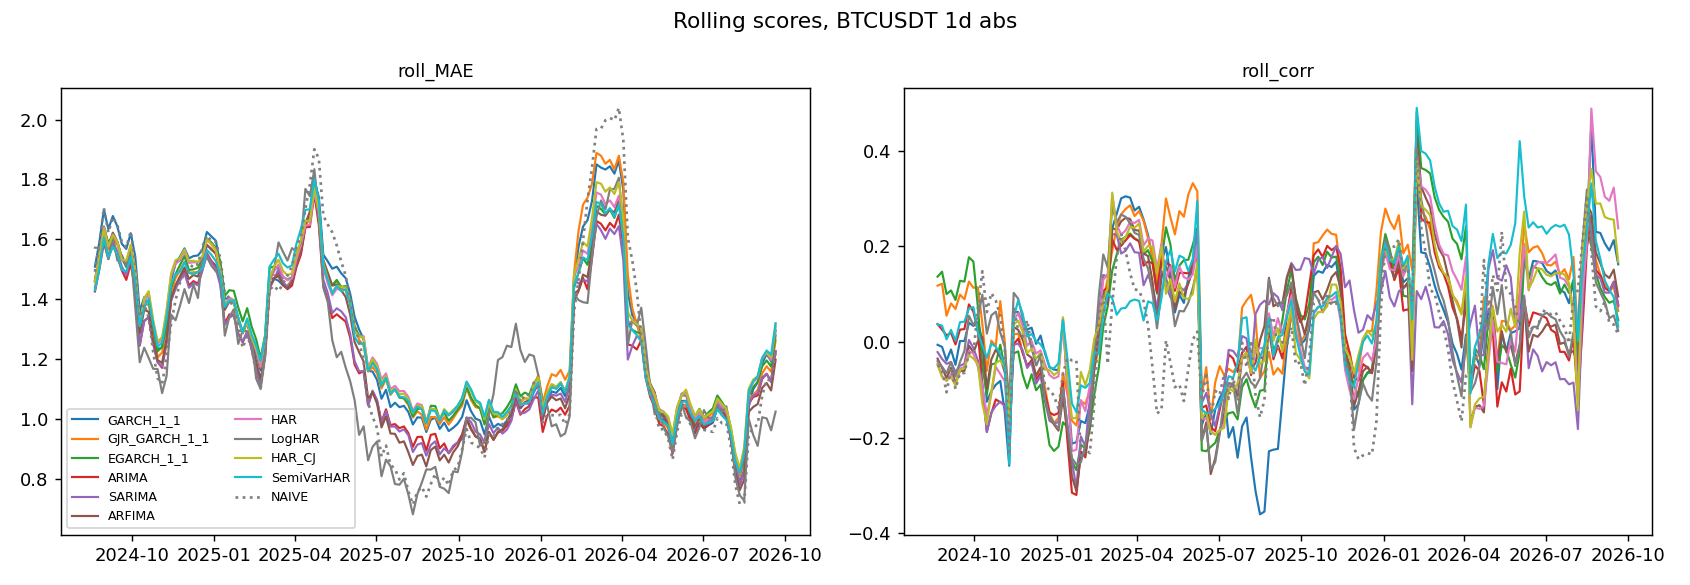 Rolling scores, BTCUSDT 1d abs
roll_MAE
2.0
1.8
1.6
1.4
1.2
1.0
0.8
GARCH_1_1
GJR_GARCH_1_1
EGARCH_1_1
ARIMA
SARIMA
ARFIMA
HAR
LogHAR
HAR_CJ
SemiVarHAR
NAIVE
2024-10 2025-01 2025-04 2025-07 2025-10 2026-01 2026-04 2026-07 2026-10
roll_corr
0.4
0.2
0.0
−0.2
−0.4
2024-10 2025-01 2025-04 2025-07 2025-10 2026-01 2026-04 2026-07 2026-10